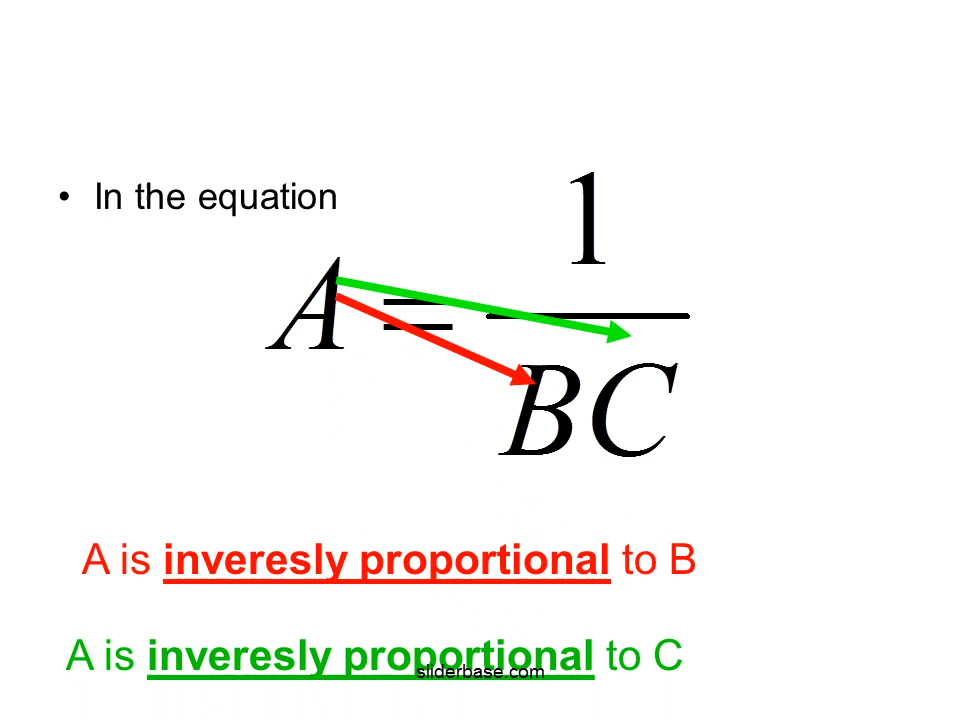 • In the equation
A = 1/BC
A is inveresly proportional to B
A is inveresly proportional to C
sliderbase.com